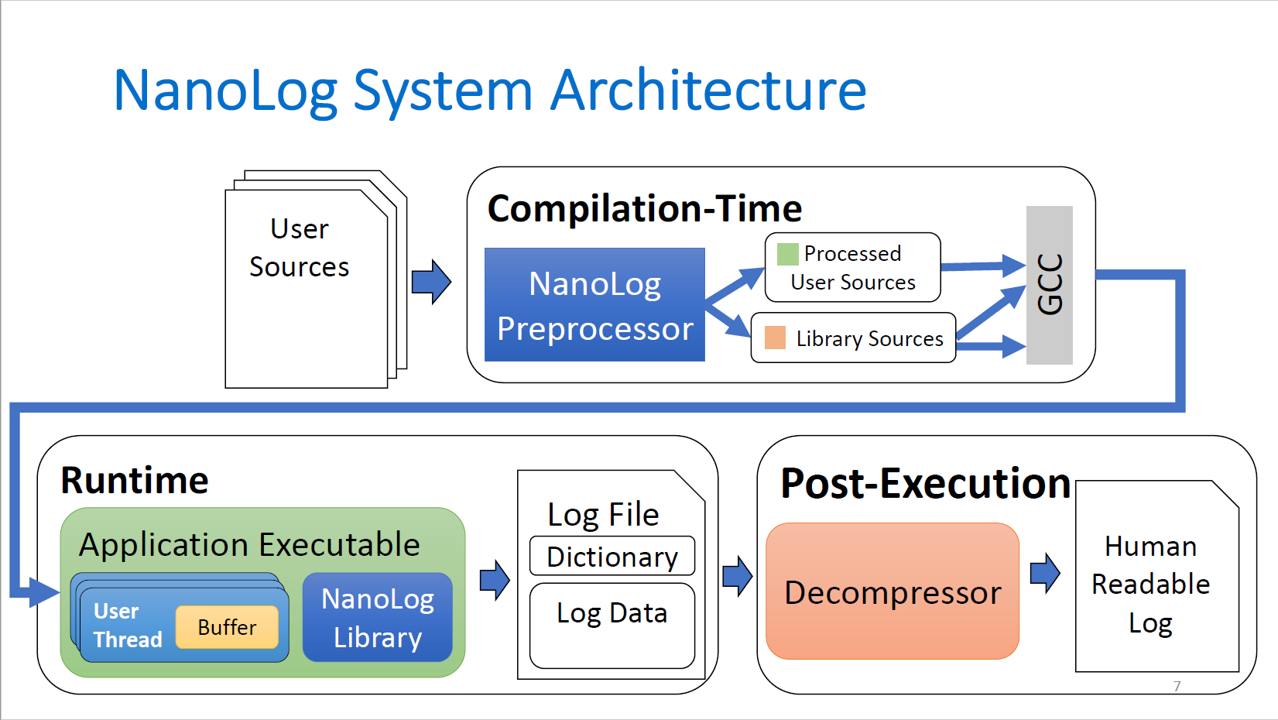 NanoLog System Architecture
User
Sources
Compilation-Time
NanoLog
Preprocessor
Processed
User Sources
Library Sources
GCC
Runtime
Application Executable
User
Thread
Buffer
NanoLog
Library
Log File
Dictionary
Log Data
Post-Execution
Decompressor
Human
Readable
Log
7